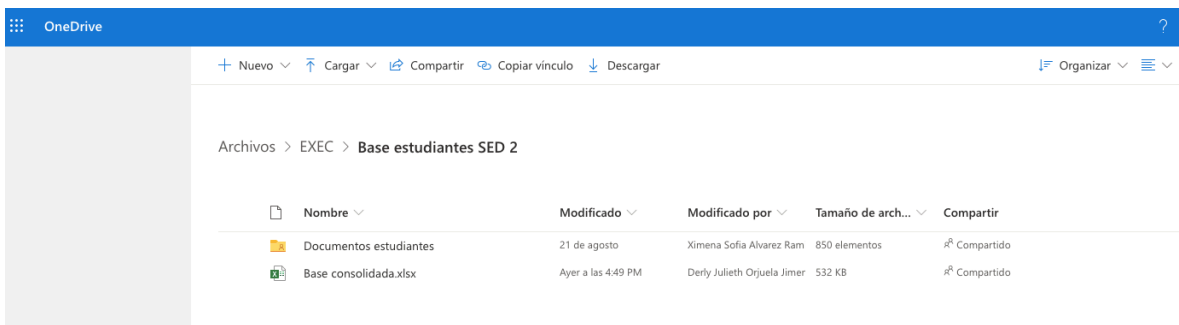 OneDrive ?
Nuevo Cargar Compartir Copiar vínculo Descargar Organizar
Archivos > EXEC > Base estudiantes SED 2
Nombre Modificado Modificado por Tamaño de arch... Compartir
Documentos estudiantes 21 de agosto Ximena Sofia Alvarez Ram 850 elementos Compartido
Base consolidada.xlsx Ayer a las 4:49 PM Derly Julieth Orjuela Jimer 532 KB Compartido